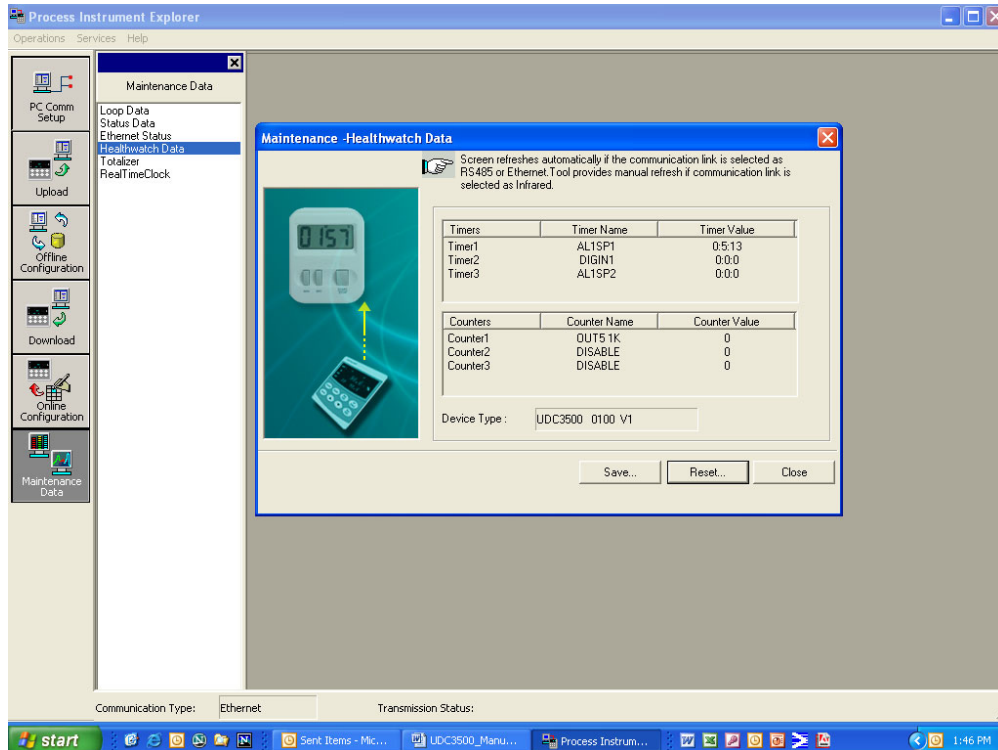 Process Instrument Explorer
Operations Services Help
PC Comm
Setup
Upload
Offline
Configuration
Download
Online
Configuration
Maintenance
Data
Maintenance Data
Loop Data
Status Data
Ethernet Status
Healthwatch Data
Totalizer
RealTimeClock
Maintenance -Healthwatch Data
Screen refreshes automatically if the communication link is selected as
RS485 or Ethernet.Tool provides manual refresh if communication link is
selected as Infrared.
0157
Timers Timer Name Timer Value
Timer1 AL1SP1 0:5:13
Timer2 DIGIN1 0:0:0
Timer3 AL1SP2 0:0:0
Counters Counter Name Counter Value
Counter1 OUT5 1K 0
Counter2 DISABLE 0
Counter3 DISABLE 0
Device Type : UDC3500 0100 V1
Save... Reset... Close
Communication Type: Ethernet Transmission Status:
start Sent Items - Mic... UDC3500_Manu... Process Instrum... 1:46 PM